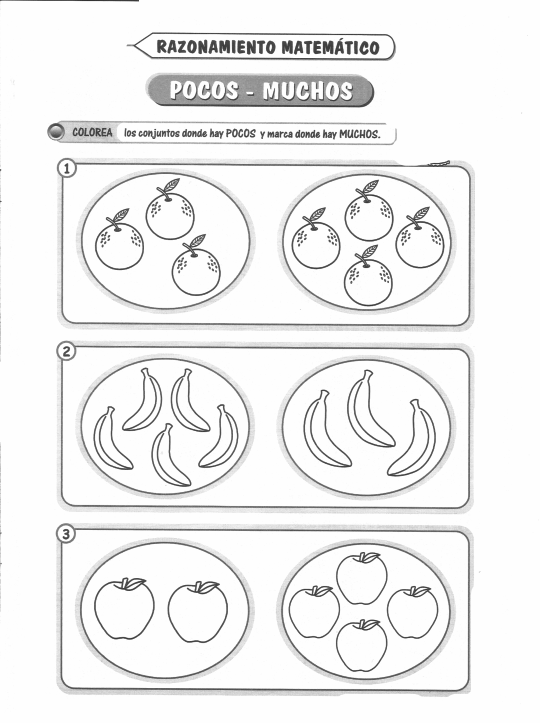 RAZONAMIENTO MATEMÁTICO
POCOS - MUCHOS
COLOREA los conjuntos donde hay POCOS y marca donde hay MUCHOS.
1
2
3